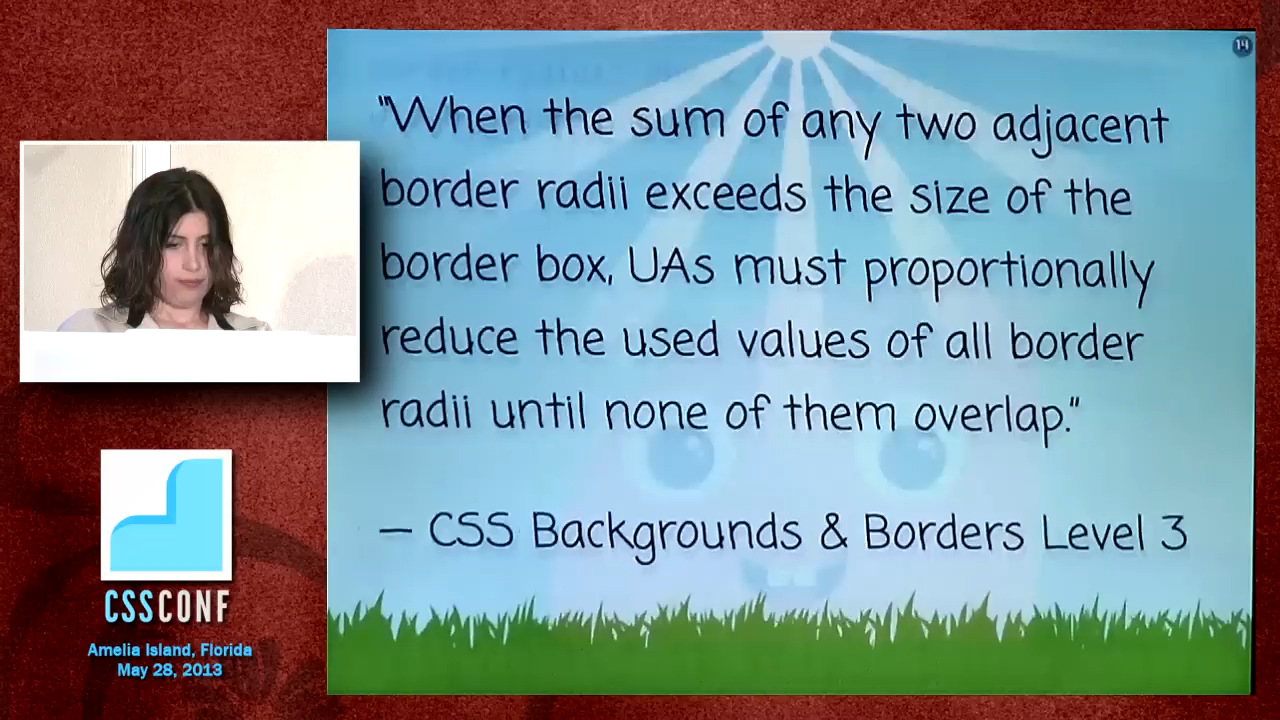 14
"When the sum of any two adjacent
border radii exceeds the size of the
border box, UAs must proportionally
reduce the used values of all border
radii until none of them overlap."
— CSS Backgrounds & Borders Level 3
CSSCONF
Amelia Island, Florida
May 28, 2013